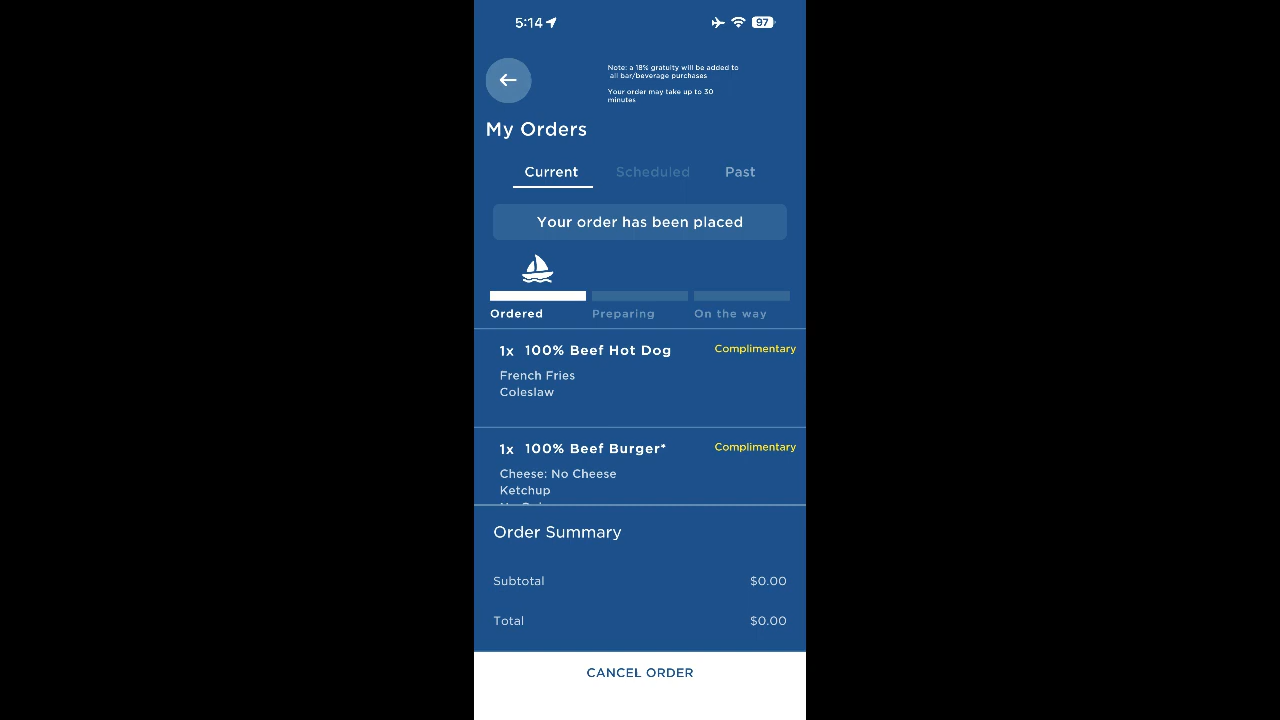 5:14
97
Note: a 18% gratuity will be added to
all bar/beverage purchases
Your order may take up to 30
minutes
My Orders
Current Scheduled Past
Your order has been placed
Ordered Preparing On the way
1x 100% Beef Hot Dog Complimentary
French Fries
Coleslaw
1x 100% Beef Burger* Complimentary
Cheese: No Cheese
Ketchup
Order Summary
Subtotal $0.00
Total $0.00
CANCEL ORDER